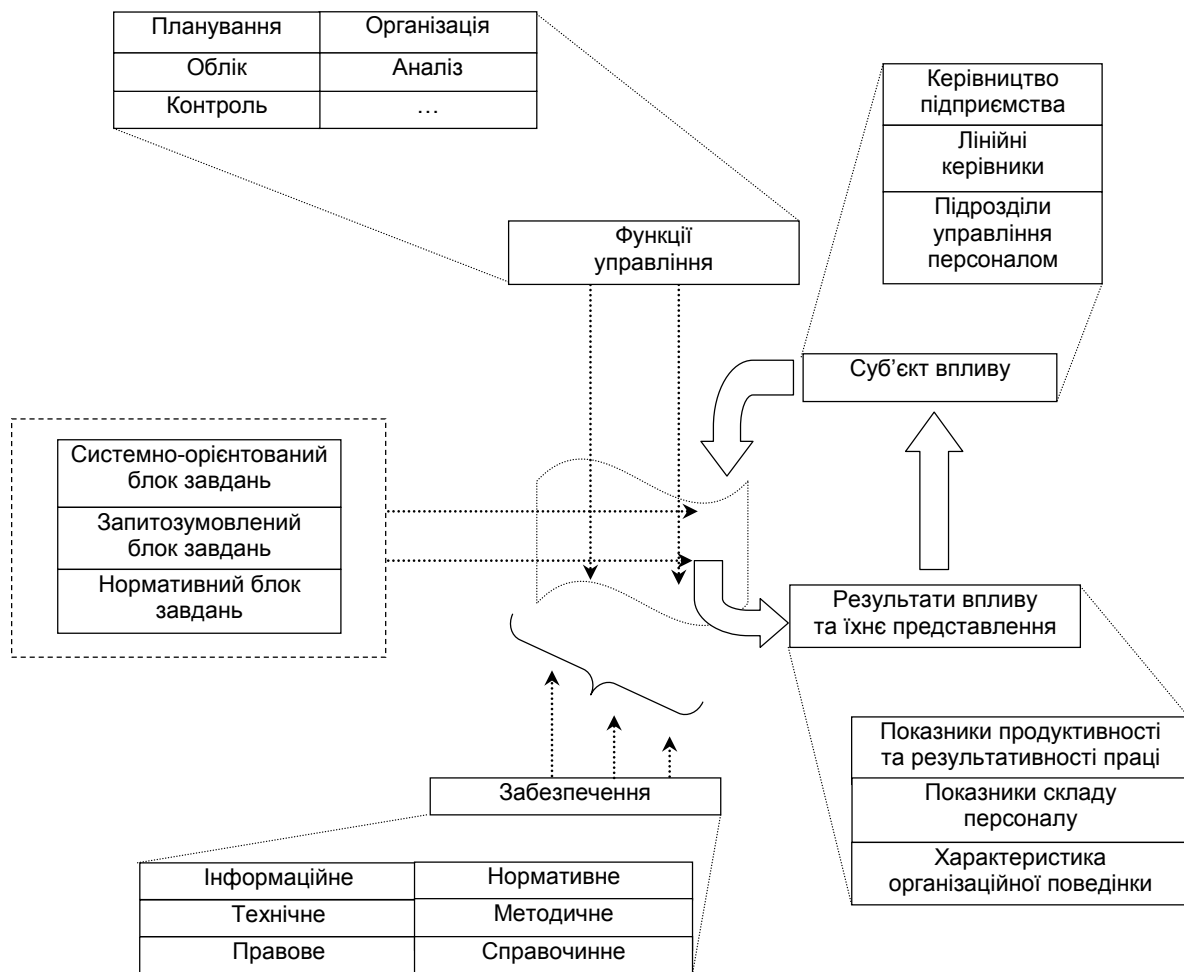 Планування
Організація
Облік
Аналіз
Контроль
…
Керівництво
підприємства
Лінійні
керівники
Підрозділи
управління
персоналом
Функції
управління
Суб’єкт впливу
Системно-орієнтований
блок завдань
Запитозумовлений
блок завдань
Нормативний блок
завдань
Результати впливу
та їхнє представлення
Показники продуктивності
та результативності праці
Показники складу
персоналу
Характеристика
організаційної поведінки
Забезпечення
Інформаційне
Нормативне
Технічне
Методичне
Правове
Справочинне